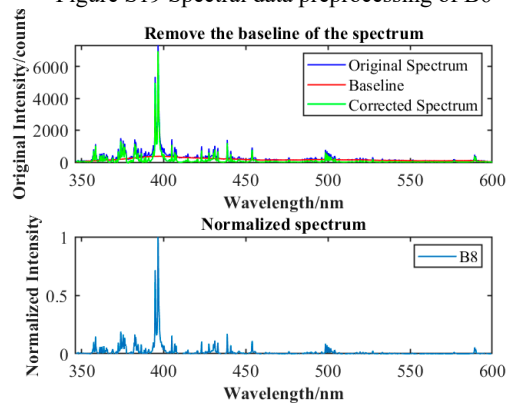 Figure S19 Spectral data preprocessing of B6
Remove the baseline of the spectrum
Original Intensity/counts
6000
4000
2000
0
Original Spectrum
Baseline
Corrected Spectrum
350 400 450 500 550 600
Wavelength/nm
Normalized spectrum
Normalized Intensity
1
0.5
0
B8
350 400 450 500 550 600
Wavelength/nm